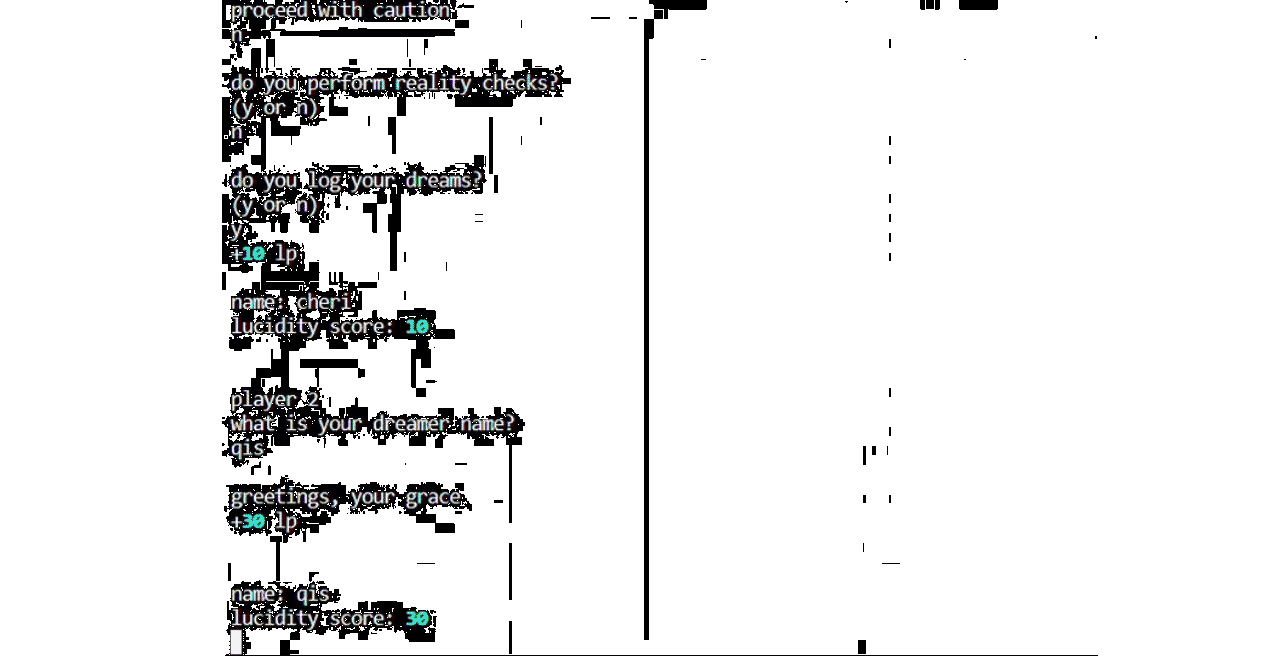 proceed with caution
n
do you perform reality checks?
(y or n)
n
do you log your dreams?
(y or n)
y
+10 lp
name: cheri
lucidity score: 10
player 2
what is your dreamer name?
qis
greetings, your grace
+30 lp
name: qis
lucidity score: 30